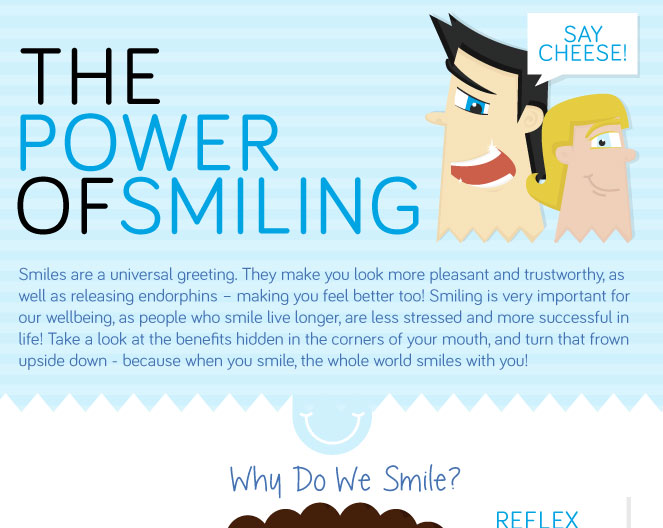 SAY
CHEESE!
THE
POWER
OF SMILING
Smiles are a universal greeting. They make you look more pleasant and trustworthy, as
well as releasing endorphins – making you feel better too! Smiling is very important for
our wellbeing, as people who smile live longer, are less stressed and more successful in
life! Take a look at the benefits hidden in the corners of your mouth, and turn that frown
upside down - because when you smile, the whole world smiles with you!
Why Do We Smile?
REFLEX